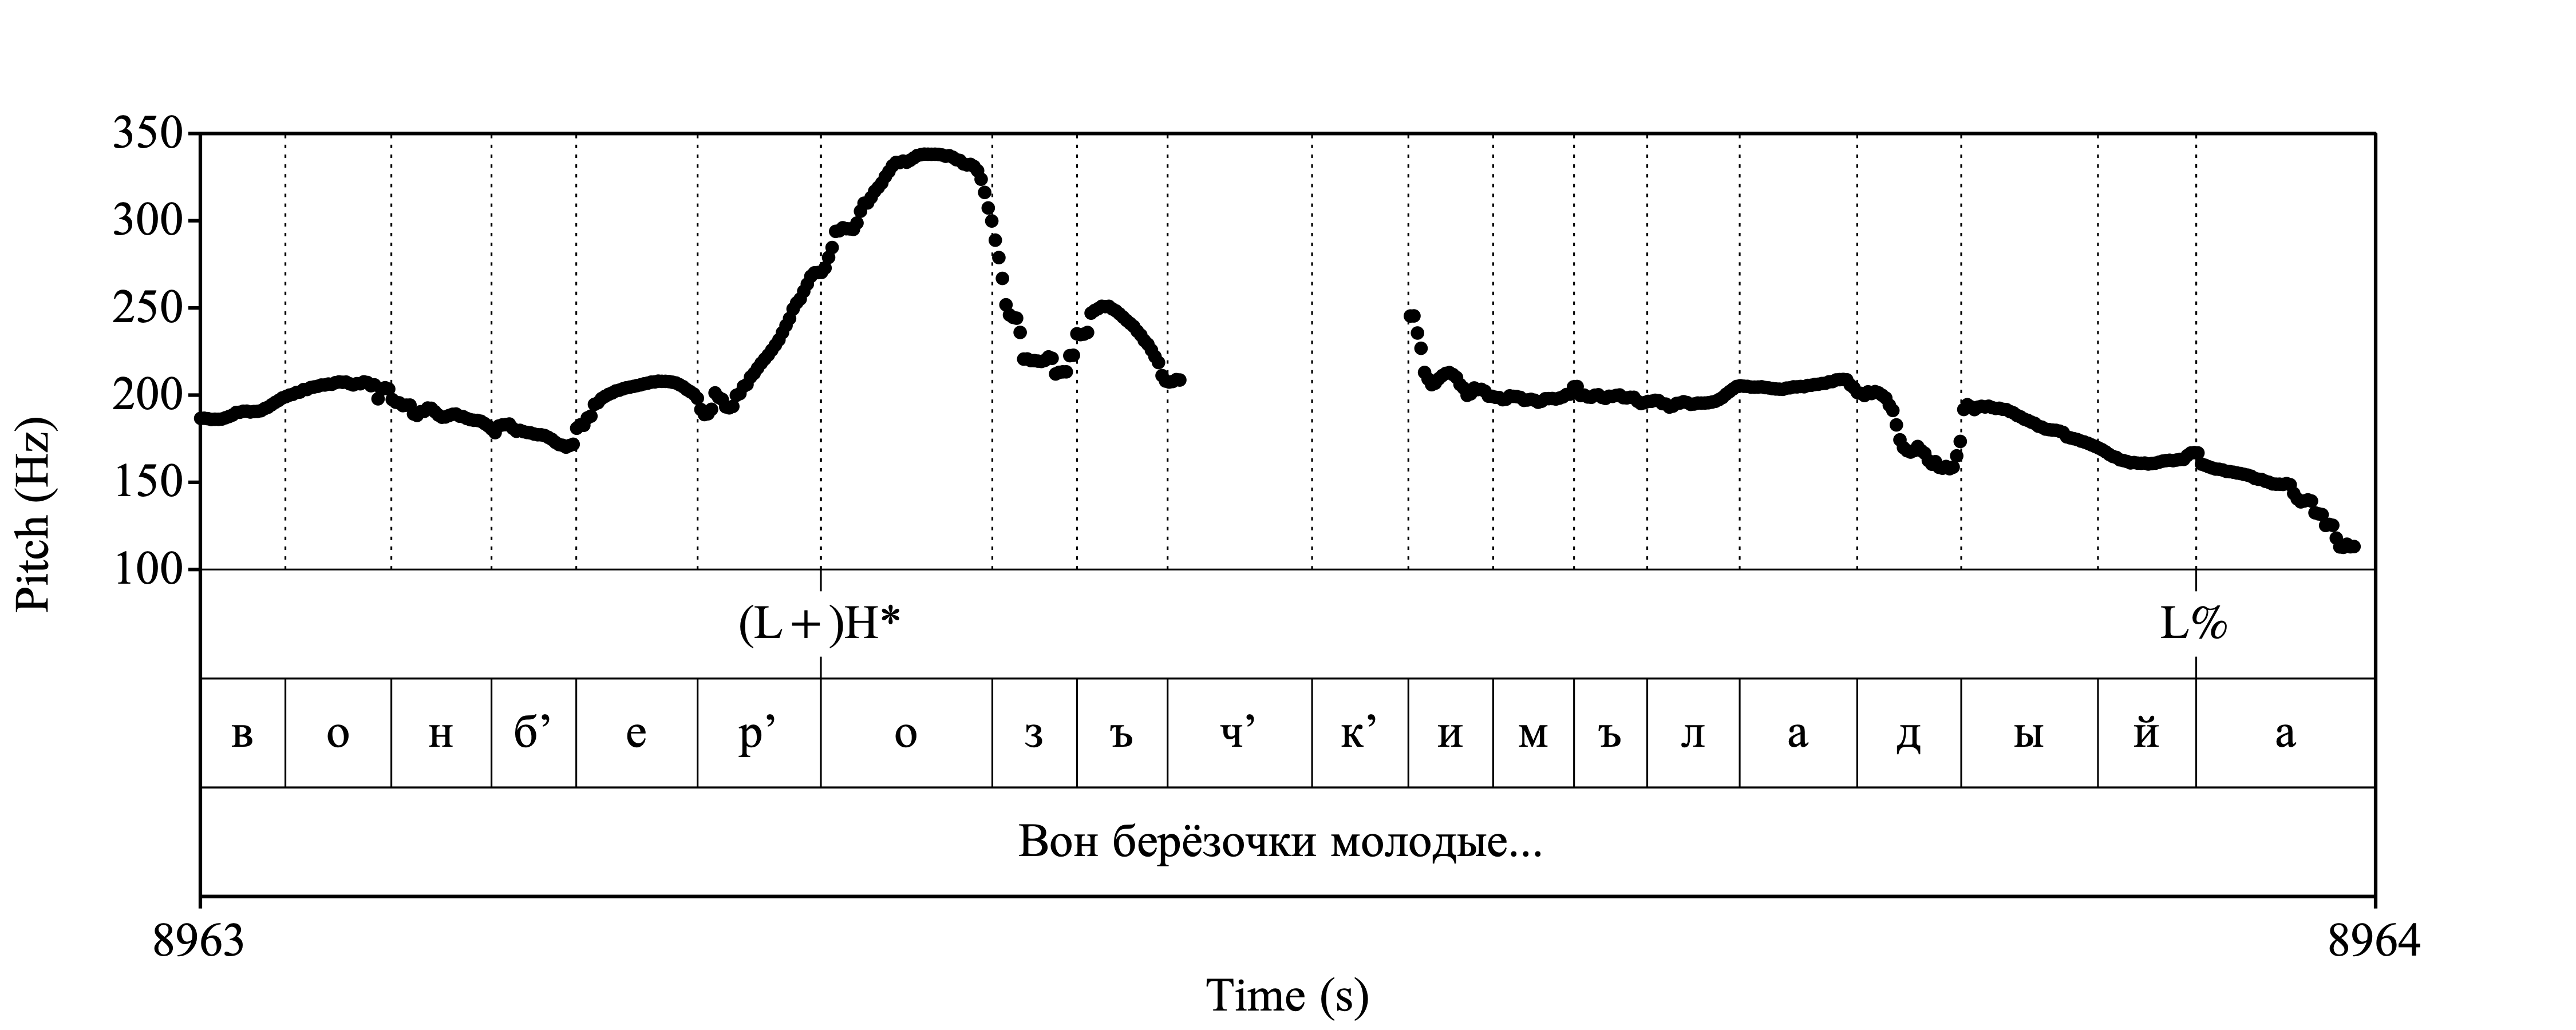 350
300
250
200
150
100
Pitch (Hz)
(L+)H* L%
в о н б’ е р’ о з ъ ч’ к’ и м ъ л а д ы й а
Вон берёзочки молодые...
8963 8964
Time (s)